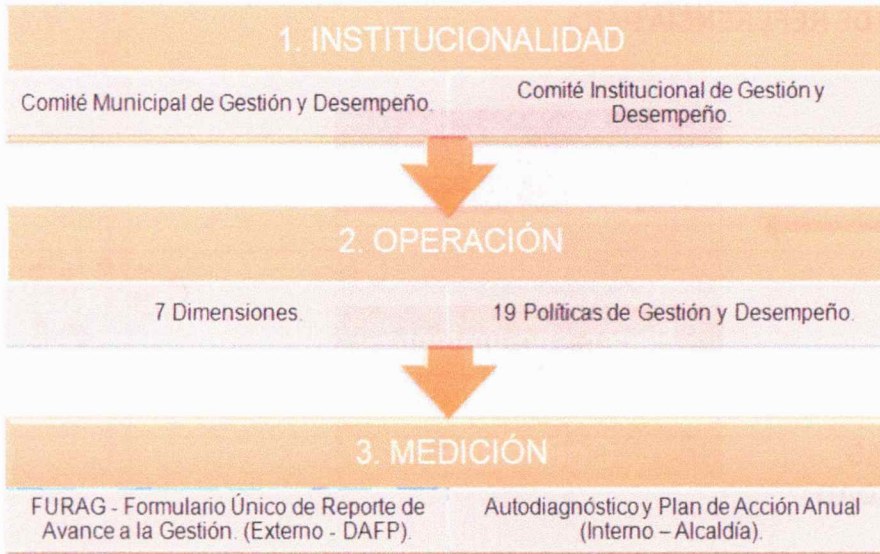 1. INSTITUCIONALIDAD
Comité Municipal de Gestión y Desempeño.
Comité Institucional de Gestión y
Desempeño.
2. OPERACIÓN
7 Dimensiones.
19 Políticas de Gestión y Desempeño.
3. MEDICIÓN
FURAG - Formulario Único de Reporte de
Avance a la Gestión. (Externo - DAFP).
Autodiagnóstico y Plan de Acción Anual
(Interno – Alcaldía).